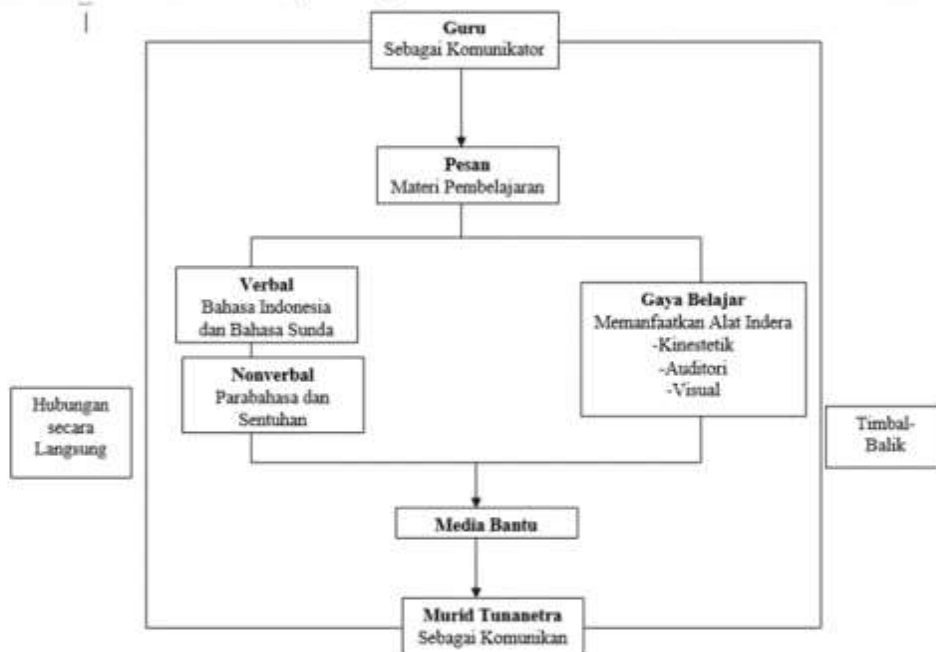 Guru
Sebagai Komunikator
Pesan
Materi Pembelajaran
Verbal
Bahasa Indonesia
dan Bahasa Sunda
Nonverbal
Parabahasa dan
Sentuhan
Gaya Belajar
Memanfaatkan Alat Indera
-Kinestetik
-Auditori
-Visual
Hubungan
secara
Langsung
Timbal-
Balik
Media Bantu
Murid Tunanetra
Sebagai Komunikan